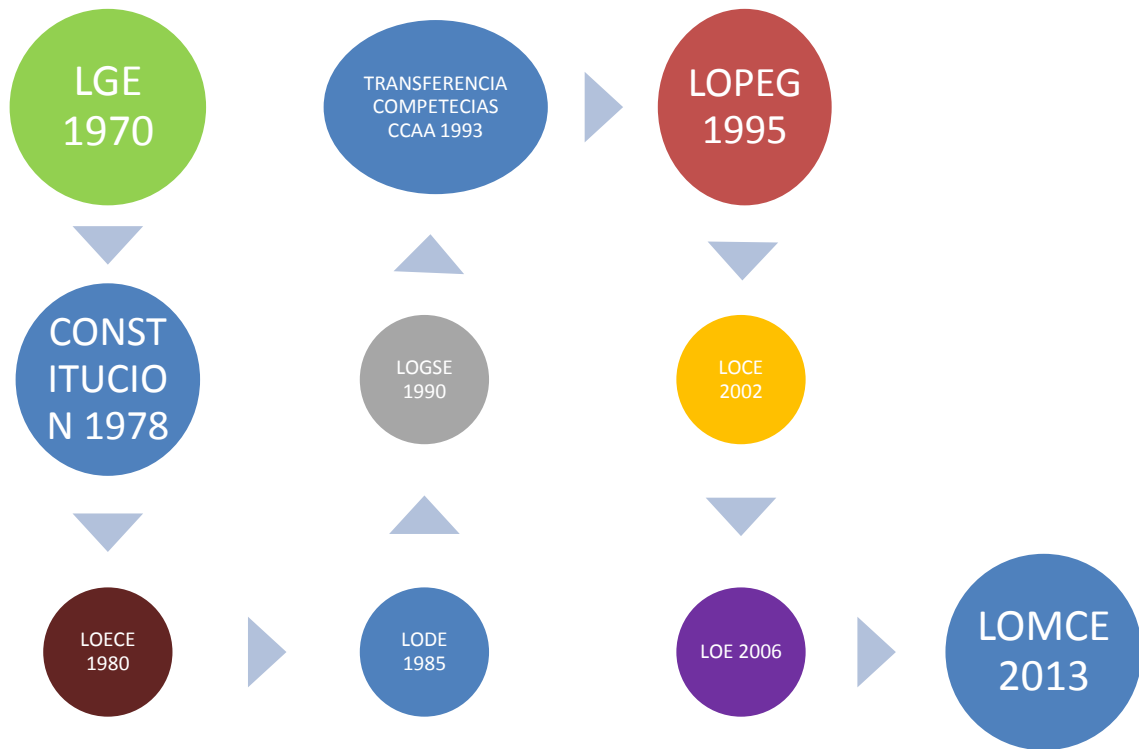 LGE
1970
CONST
ITUCIO
N 1978
LOECE
1980
LODE
1985
LOGSE
1990
TRANSFERENCIA
COMPETECIAS
CCAA 1993
LOPEG
1995
LOCE
2002
LOE 2006
LOMCE
2013